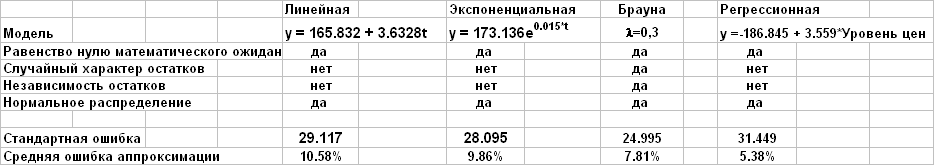 Линейная Экспоненциальная Брауна Регрессионная
Модель y = 165.832 + 3.6328t y = 173.136e^0.015*t λ=0,3 y =-186.845 + 3.559*Уровень цен
Равенство нулю математического ожидан да да да да
Случайный характер остатков нет нет да нет
Независимость остатков нет нет да нет
Нормальное распределение да да да да
Стандартная ошибка 29.117 28.095 24.995 31.449
Средняя ошибка аппроксимации 10.58% 9.86% 7.81% 5.38%